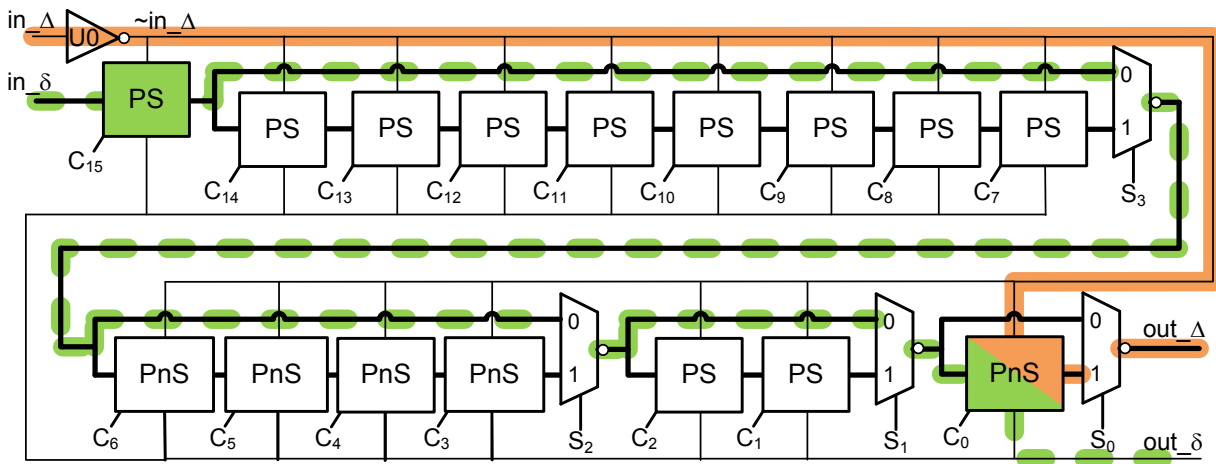 in_Δ U0 ~in_Δ
in_δ PS 0
PS PS PS PS PS PS PS PS 1
C15
C14 C13 C12 C11 C10 C9 C8 C7 S3
0 0 0 out_Δ
PnS PnS PnS PnS 1 PS PS 1 PnS 1
C6 C5 C4 C3 S2 C2 C1 S1 C0 S0 out_δ